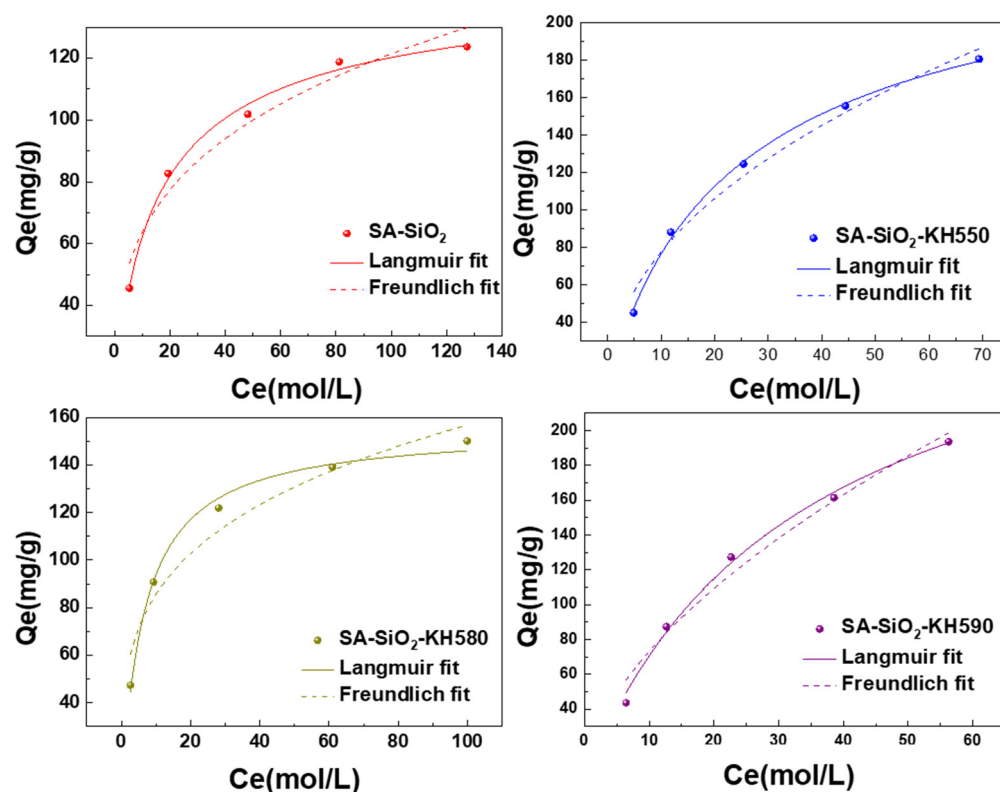 120
100
80
60
40
Qe(mg/g)
SA-SiO₂
Langmuir fit
Freundlich fit
0 20 40 60 80 100 120 140
Ce(mol/L)
200
180
160
140
120
100
80
60
40
Qe(mg/g)
SA-SiO₂-KH550
Langmuir fit
Freundlich fit
0 10 20 30 40 50 60 70
Ce(mol/L)
160
140
120
100
80
60
40
Qe(mg/g)
SA-SiO₂-KH580
Langmuir fit
Freundlich fit
0 20 40 60 80 100
Ce(mol/L)
200
180
160
140
120
100
80
60
40
Qe(mg/g)
SA-SiO₂-KH590
Langmuir fit
Freundlich fit
0 10 20 30 40 50 60
Ce(mol/L)